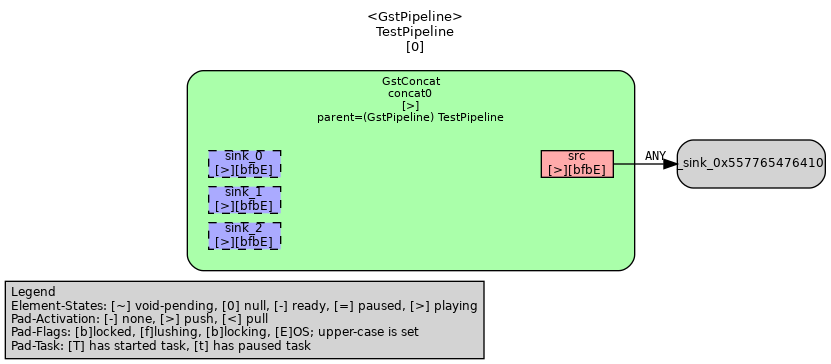 <GstPipeline>
TestPipeline
[0]
GstConcat
concat0
[>]
parent=(GstPipeline) TestPipeline
sink_0
[>][bfbE]
sink_1
[>][bfbE]
sink_2
[>][bfbE]
src
[>][bfbE]
ANY
_sink_0x557765476410
Legend
Element-States: [~] void-pending, [0] null, [-] ready, [=] paused, [>] playing
Pad-Activation: [-] none, [>] push, [<] pull
Pad-Flags: [b]locked, [f]lushing, [b]locking, [E]OS; upper-case is set
Pad-Task: [T] has started task, [t] has paused task